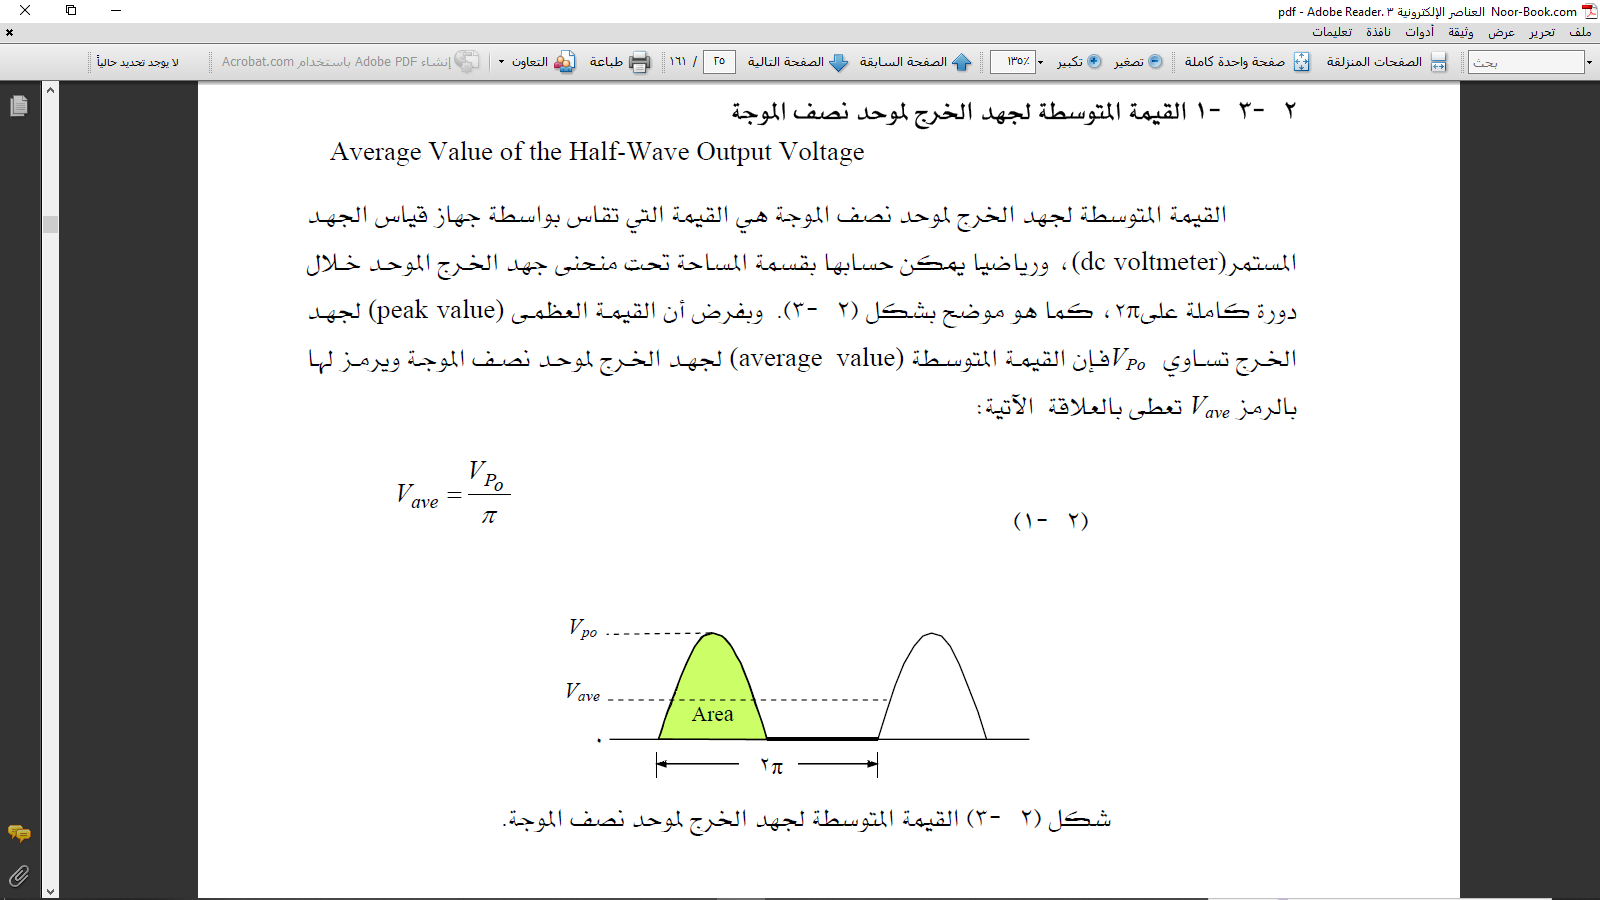 Noor-Book.com العناصر الإلكترونية ٣ .pdf - Adobe Reader
ملف تحرير عرض وثيقة أدوات نافذة تعليمات
بحث الصفحات المنزلقة صفحة واحدة كاملة تصغير تكبير ١٣٥٪ الصفحة السابقة الصفحة التالية ٢٥ / ١٦١ طباعة التعاون إنشاء Adobe PDF باستخدام Acrobat.com لا يوجد تحديد حالياً
٢ -٣ -١ القيمة المتوسطة لجهد الخرج لموحد نصف الموجة
Average Value of the Half-Wave Output Voltage
القيمة المتوسطة لجهد الخرج لموحد نصف الموجة هي القيمة التي تقاس بواسطة جهاز قياس الجهد
المستمر(dc voltmeter)، ورياضيا يمكن حسابها بقسمة المساحة تحت منحنى جهد الخرج الموحد خلال
دورة كاملة على٢π، كما هو موضح بشكل (٢ -٣). وبفرض أن القيمة العظمى (peak value) لجهد
الخرج تساوي V_Po فإن القيمة المتوسطة (average value) لجهد الخرج لموحد نصف الموجة ويرمز لها
بالرمز V_ave تعطى بالعلاقة الآتية:
V_ave = V_Po / π
(٢ -١)
V_po
V_ave
Area
٢π
شكل (٢ -٣) القيمة المتوسطة لجهد الخرج لموحد نصف الموجة.